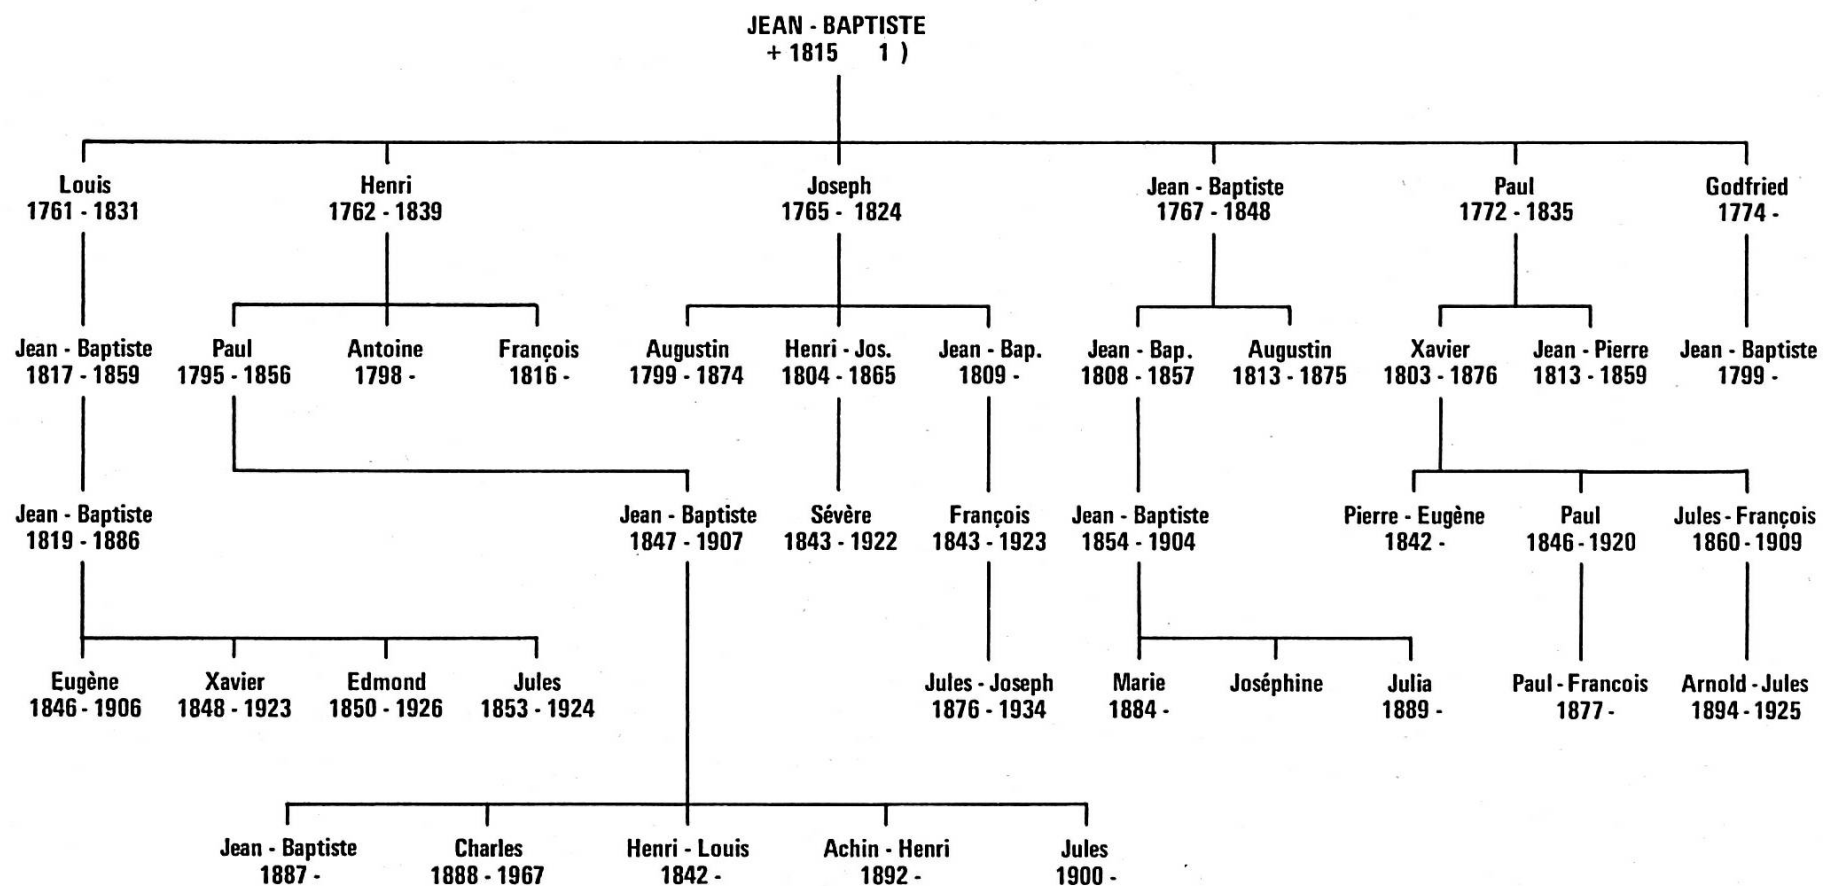 JEAN - BAPTISTE
+ 1815 1 )
Louis
1761 - 1831
Henri
1762 - 1839
Joseph
1765 - 1824
Jean - Baptiste
1767 - 1848
Paul
1772 - 1835
Godfried
1774 -
Jean - Baptiste
1817 - 1859
Paul
1795 - 1856
Antoine
1798 -
François
1816 -
Augustin
1799 - 1874
Henri - Jos.
1804 - 1865
Jean - Bap.
1809 -
Jean - Bap.
1808 - 1857
Augustin
1813 - 1875
Xavier
1803 - 1876
Jean - Pierre
1813 - 1859
Jean - Baptiste
1799 -
Jean - Baptiste
1819 - 1886
Jean - Baptiste
1847 - 1907
Sévère
1843 - 1922
François
1843 - 1923
Jean - Baptiste
1854 - 1904
Pierre - Eugène
1842 -
Paul
1846 - 1920
Jules - François
1860 - 1909
Eugène
1846 - 1906
Xavier
1848 - 1923
Edmond
1850 - 1926
Jules
1853 - 1924
Jules - Joseph
1876 - 1934
Marie
1884 -
Joséphine
Julia
1889 -
Paul - Francois
1877 -
Arnold - Jules
1894 - 1925
Jean - Baptiste
1887 -
Charles
1888 - 1967
Henri - Louis
1842 -
Achin - Henri
1892 -
Jules
1900 -